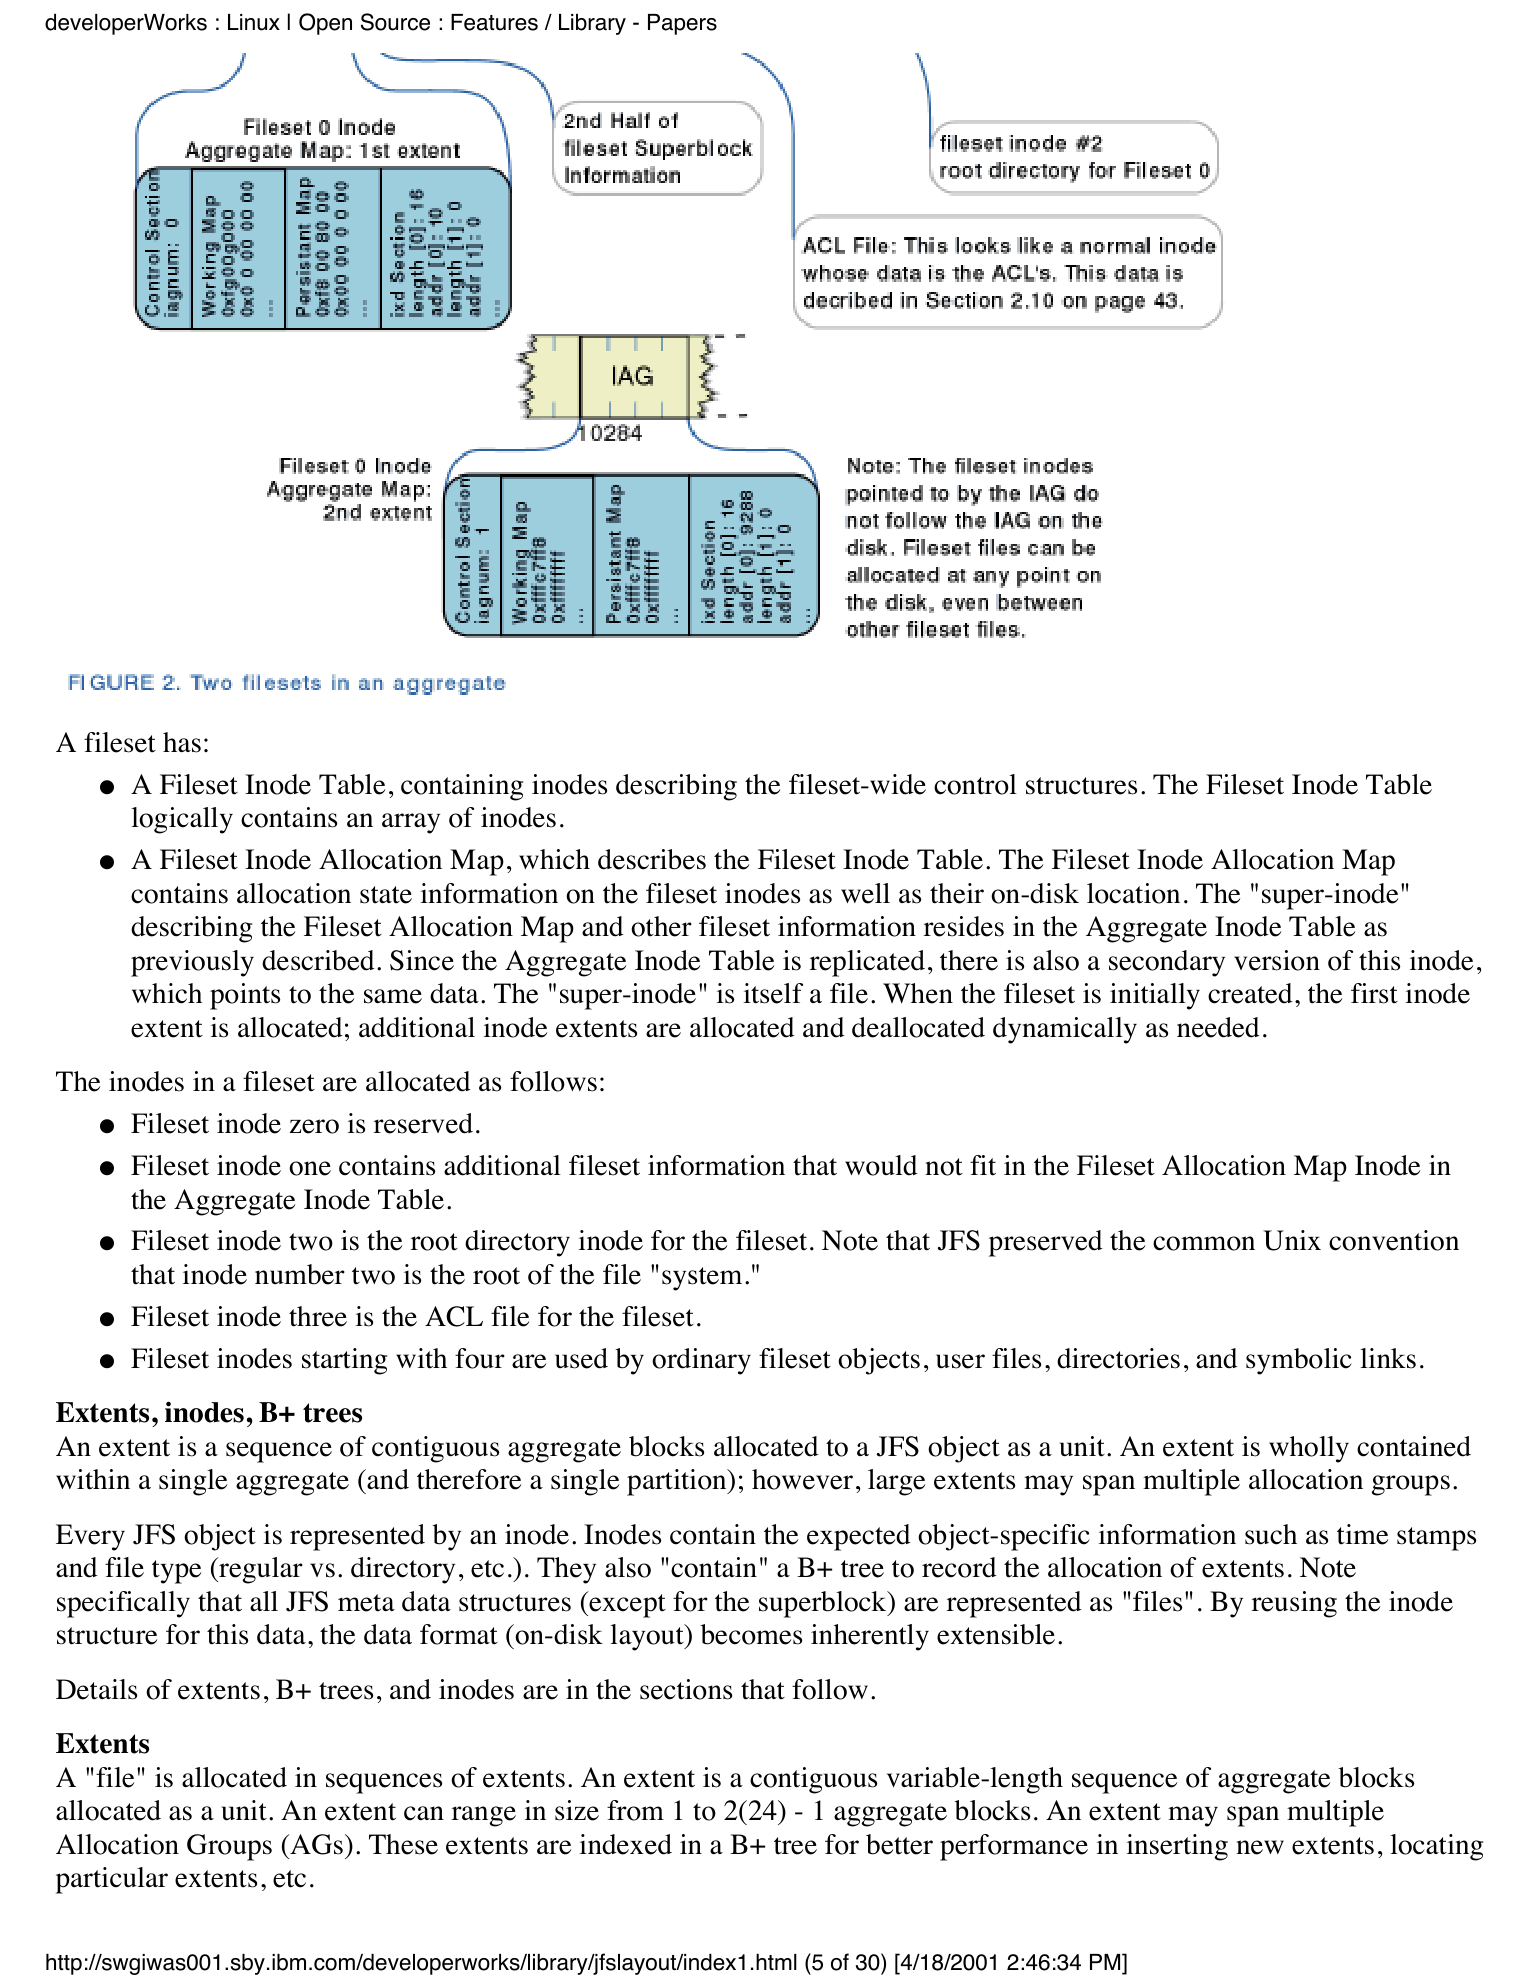 developerWorks : Linux | Open Source : Features / Library - Papers
Fileset 0 Inode
Aggregate Map: 1st extent
Control Section
iagnum: 0
Working Map
0xfg00g000
0x0 0 00 00 00
...
Persistant Map
0xf8 00 80 00
0x00 00 0 0 00
...
ixd Section
length [0]: 16
addr [0]: 10
length [1]: 0
addr [1]: 0
...
2nd Half of
fileset Superblock
Information
fileset inode #2
root directory for Fileset 0
ACL File: This looks like a normal inode
whose data is the ACL's. This data is
decribed in Section 2.10 on page 43.
IAG
10284
Fileset 0 Inode
Aggregate Map:
2nd extent
Control Section
iagnum: 1
Working Map
0xfffc7ff8
0xffffffff
...
Persistant Map
0xfffc7ff8
0xffffffff
...
ixd Section
length [0]: 16
addr [0]: 9288
length [1]: 0
addr [1]: 0
...
Note: The fileset inodes
pointed to by the IAG do
not follow the IAG on the
disk. Fileset files can be
allocated at any point on
the disk, even between
other fileset files.
FIGURE 2. Two filesets in an aggregate
A fileset has:
● A Fileset Inode Table, containing inodes describing the fileset-wide control structures. The Fileset Inode Table
logically contains an array of inodes.
● A Fileset Inode Allocation Map, which describes the Fileset Inode Table. The Fileset Inode Allocation Map
contains allocation state information on the fileset inodes as well as their on-disk location. The "super-inode"
describing the Fileset Allocation Map and other fileset information resides in the Aggregate Inode Table as
previously described. Since the Aggregate Inode Table is replicated, there is also a secondary version of this inode,
which points to the same data. The "super-inode" is itself a file. When the fileset is initially created, the first inode
extent is allocated; additional inode extents are allocated and deallocated dynamically as needed.
The inodes in a fileset are allocated as follows:
● Fileset inode zero is reserved.
● Fileset inode one contains additional fileset information that would not fit in the Fileset Allocation Map Inode in
the Aggregate Inode Table.
● Fileset inode two is the root directory inode for the fileset. Note that JFS preserved the common Unix convention
that inode number two is the root of the file "system."
● Fileset inode three is the ACL file for the fileset.
● Fileset inodes starting with four are used by ordinary fileset objects, user files, directories, and symbolic links.
Extents, inodes, B+ trees
An extent is a sequence of contiguous aggregate blocks allocated to a JFS object as a unit. An extent is wholly contained
within a single aggregate (and therefore a single partition); however, large extents may span multiple allocation groups.
Every JFS object is represented by an inode. Inodes contain the expected object-specific information such as time stamps
and file type (regular vs. directory, etc.). They also "contain" a B+ tree to record the allocation of extents. Note
specifically that all JFS meta data structures (except for the superblock) are represented as "files". By reusing the inode
structure for this data, the data format (on-disk layout) becomes inherently extensible.
Details of extents, B+ trees, and inodes are in the sections that follow.
Extents
A "file" is allocated in sequences of extents. An extent is a contiguous variable-length sequence of aggregate blocks
allocated as a unit. An extent can range in size from 1 to 2(24) - 1 aggregate blocks. An extent may span multiple
Allocation Groups (AGs). These extents are indexed in a B+ tree for better performance in inserting new extents, locating
particular extents, etc.
http://swgiwas001.sby.ibm.com/developerworks/library/jfslayout/index1.html (5 of 30) [4/18/2001 2:46:34 PM]